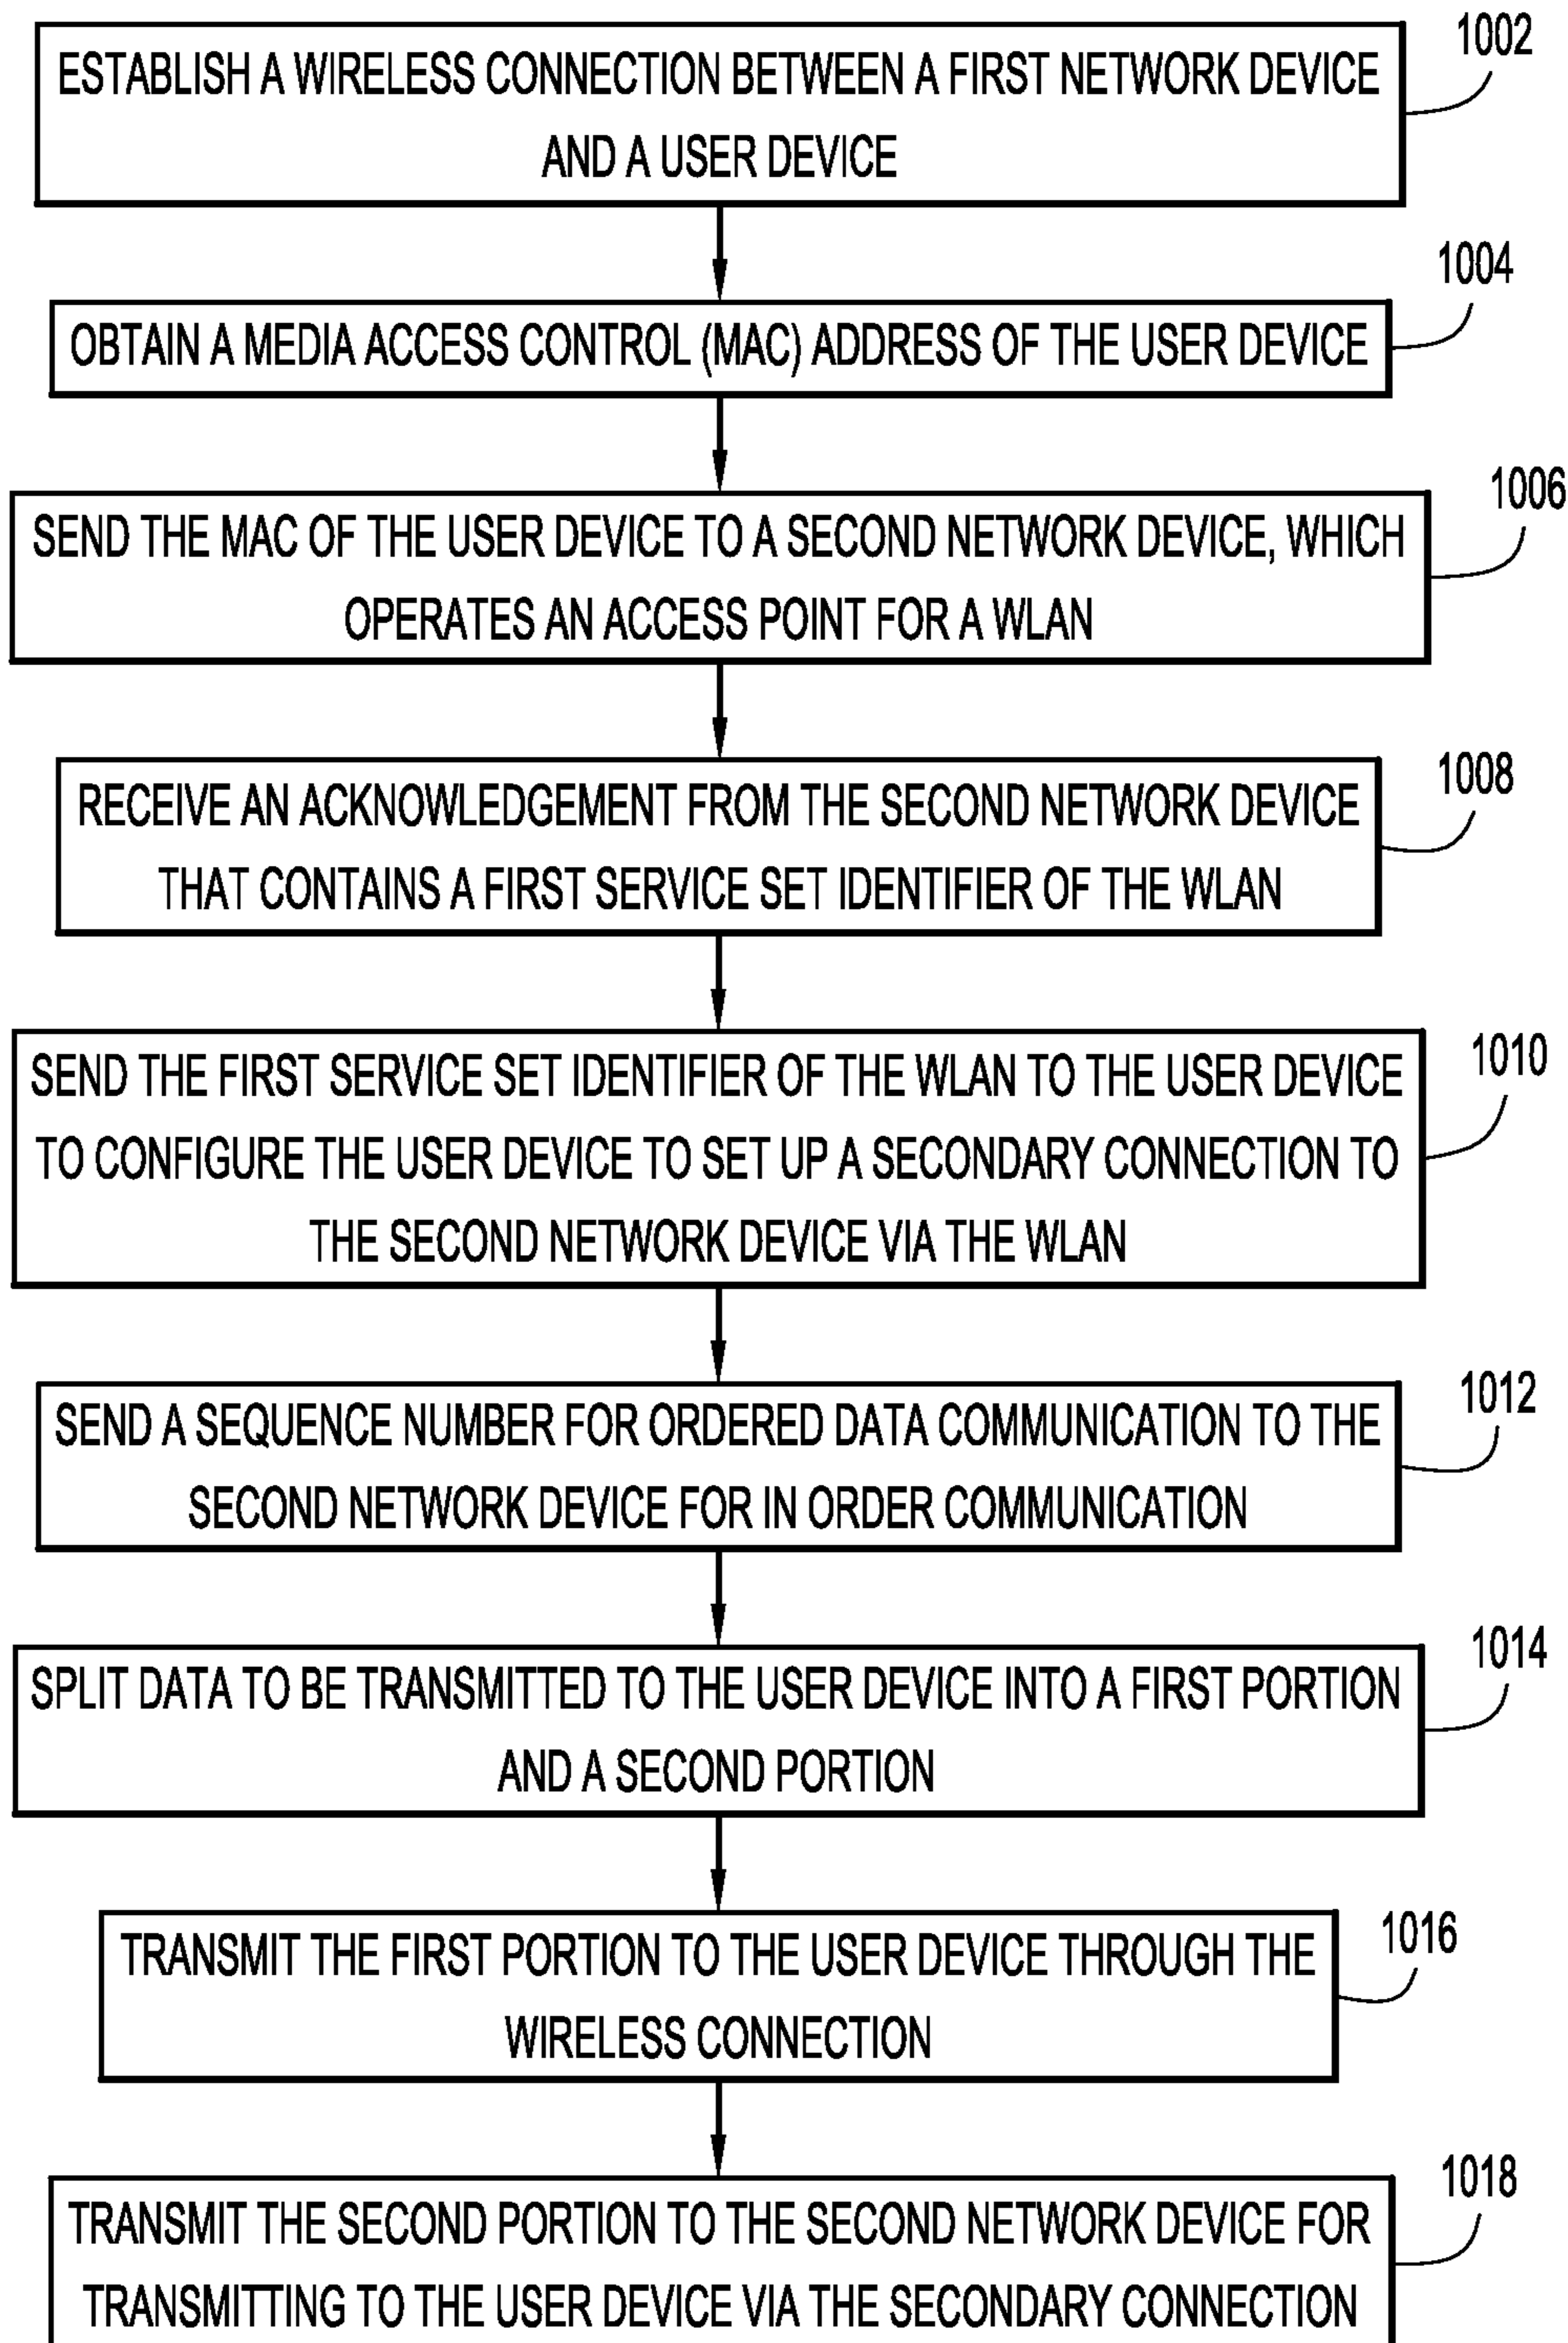 1002
ESTABLISH A WIRELESS CONNECTION BETWEEN A FIRST NETWORK DEVICE
AND A USER DEVICE
1004
OBTAIN A MEDIA ACCESS CONTROL (MAC) ADDRESS OF THE USER DEVICE
1006
SEND THE MAC OF THE USER DEVICE TO A SECOND NETWORK DEVICE, WHICH
OPERATES AN ACCESS POINT FOR A WLAN
1008
RECEIVE AN ACKNOWLEDGEMENT FROM THE SECOND NETWORK DEVICE
THAT CONTAINS A FIRST SERVICE SET IDENTIFIER OF THE WLAN
1010
SEND THE FIRST SERVICE SET IDENTIFIER OF THE WLAN TO THE USER DEVICE
TO CONFIGURE THE USER DEVICE TO SET UP A SECONDARY CONNECTION TO
THE SECOND NETWORK DEVICE VIA THE WLAN
1012
SEND A SEQUENCE NUMBER FOR ORDERED DATA COMMUNICATION TO THE
SECOND NETWORK DEVICE FOR IN ORDER COMMUNICATION
1014
SPLIT DATA TO BE TRANSMITTED TO THE USER DEVICE INTO A FIRST PORTION
AND A SECOND PORTION
1016
TRANSMIT THE FIRST PORTION TO THE USER DEVICE THROUGH THE
WIRELESS CONNECTION
1018
TRANSMIT THE SECOND PORTION TO THE SECOND NETWORK DEVICE FOR
TRANSMITTING TO THE USER DEVICE VIA THE SECONDARY CONNECTION